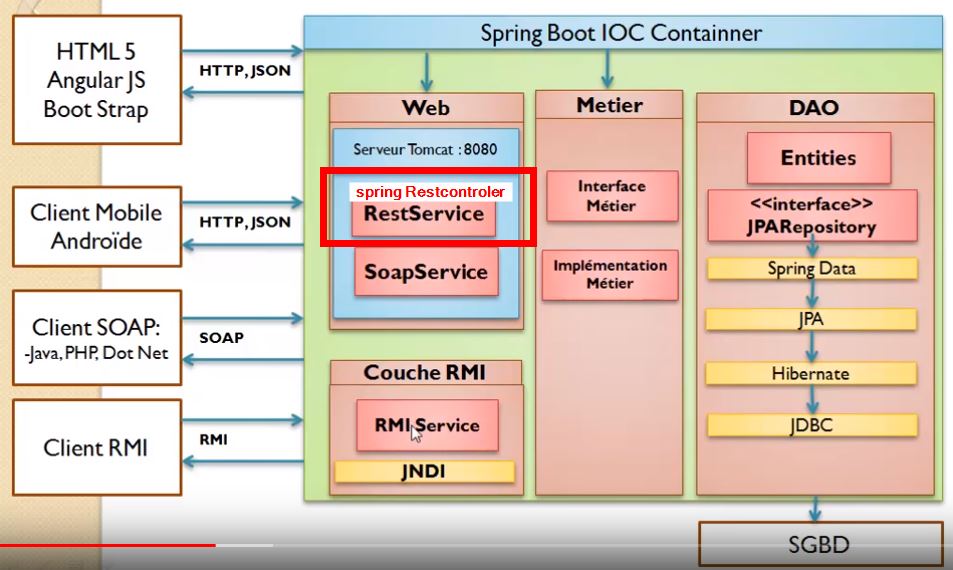 Spring Boot IOC Containner
HTML 5
Angular JS
Boot Strap
HTTP, JSON
Client Mobile
Androïde
HTTP, JSON
Client SOAP:
-Java, PHP, Dot Net
SOAP
Client RMI
RMI
Web
Serveur Tomcat : 8080
spring Restcontroler
RestService
SoapService
Couche RMI
RMI Service
JNDI
Metier
Interface
Métier
Implémentation
Métier
DAO
Entities
<<interface>>
JPARepository
Spring Data
JPA
Hibernate
JDBC
SGBD